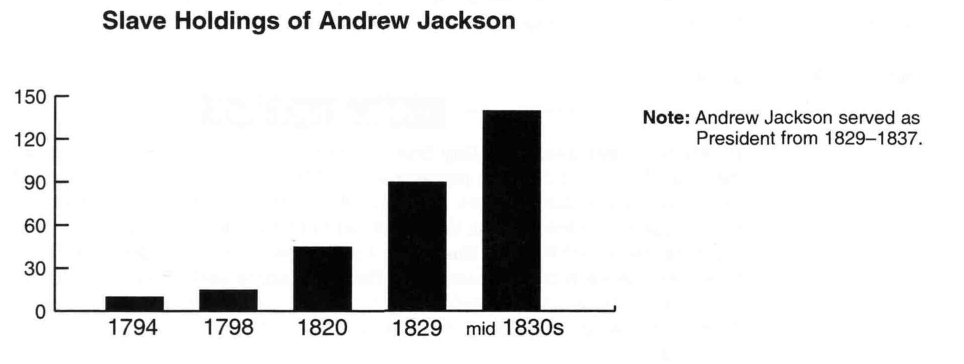 Slave Holdings of Andrew Jackson
150
120
90
60
30
0
1794 1798 1820 1829 mid 1830s
Note: Andrew Jackson served as
President from 1829–1837.